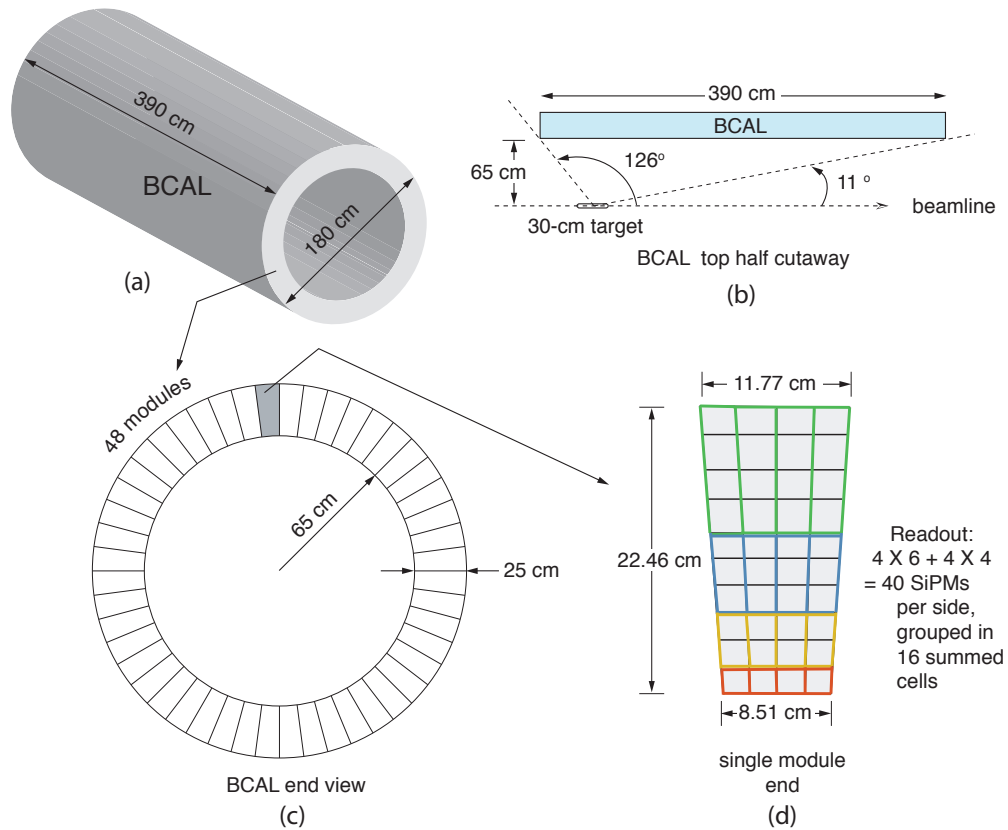 390 cm
BCAL
180 cm
(a)
390 cm
BCAL
65 cm
126º
11 º
30-cm target
beamline
BCAL top half cutaway
(b)
48 modules
65 cm
25 cm
BCAL end view
(c)
11.77 cm
22.46 cm
8.51 cm
Readout:
4 X 6 + 4 X 4
= 40 SiPMs
per side,
grouped in
16 summed
cells
single module
end
(d)